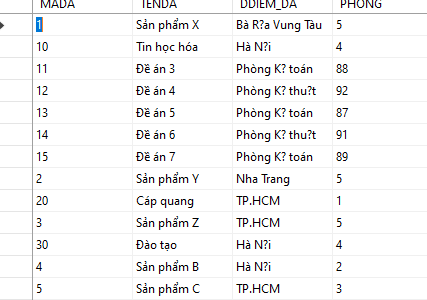 MADA TENDA DDIEM_DA PHONG
1 Sản phẩm X Bà R?a Vung Tàu 5
10 Tin học hóa Hà N?i 4
11 Đề án 3 Phòng K? toán 88
12 Đề án 4 Phòng K? thu?t 92
13 Đề án 5 Phòng K? toán 87
14 Đề án 6 Phòng K? thu?t 91
15 Đề án 7 Phòng K? toán 89
2 Sản phẩm Y Nha Trang 5
20 Cáp quang TP.HCM 1
3 Sản phẩm Z TP.HCM 5
30 Đào tạo Hà N?i 4
4 Sản phẩm B Hà N?i 2
5 Sản phẩm C TP.HCM 3